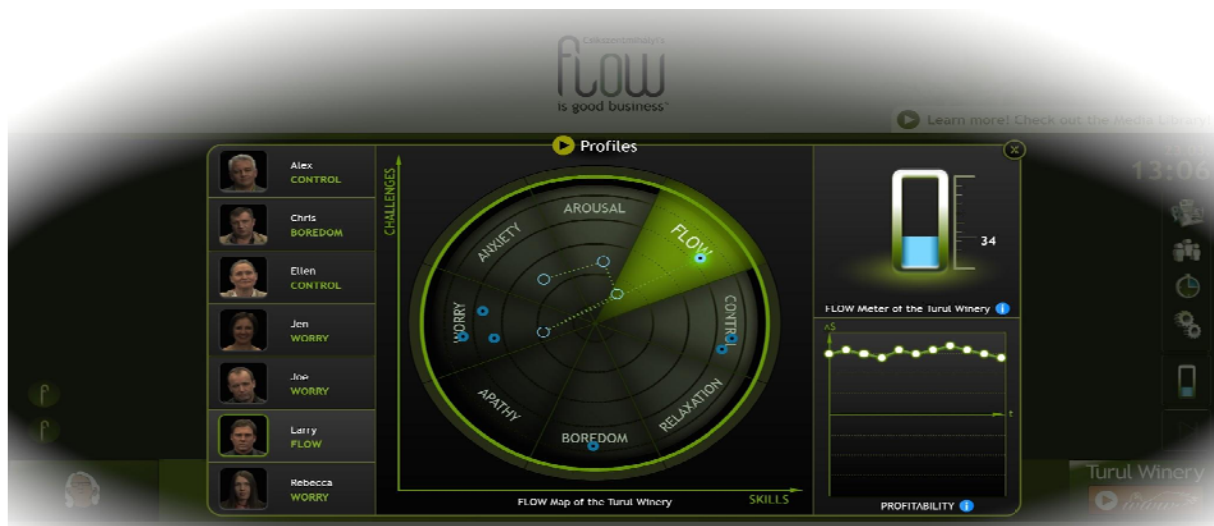 Csikszentmihalyi's
flow
is good business
Learn more! Check out the Media Library!
Profiles
13:06
Alex
CONTROL
Chris
BOREDOM
Ellen
CONTROL
Jen
WORRY
Joe
WORRY
Larry
FLOW
Rebecca
WORRY
CHALLENGES
AROUSAL
ANXIETY
FLOW
WORRY
CONTROL
APATHY
RELAXATION
BOREDOM
FLOW Map of the Turul Winery
SKILLS
34
FLOW Meter of the Turul Winery i
$
t
PROFITABILITY i
Turul Winery